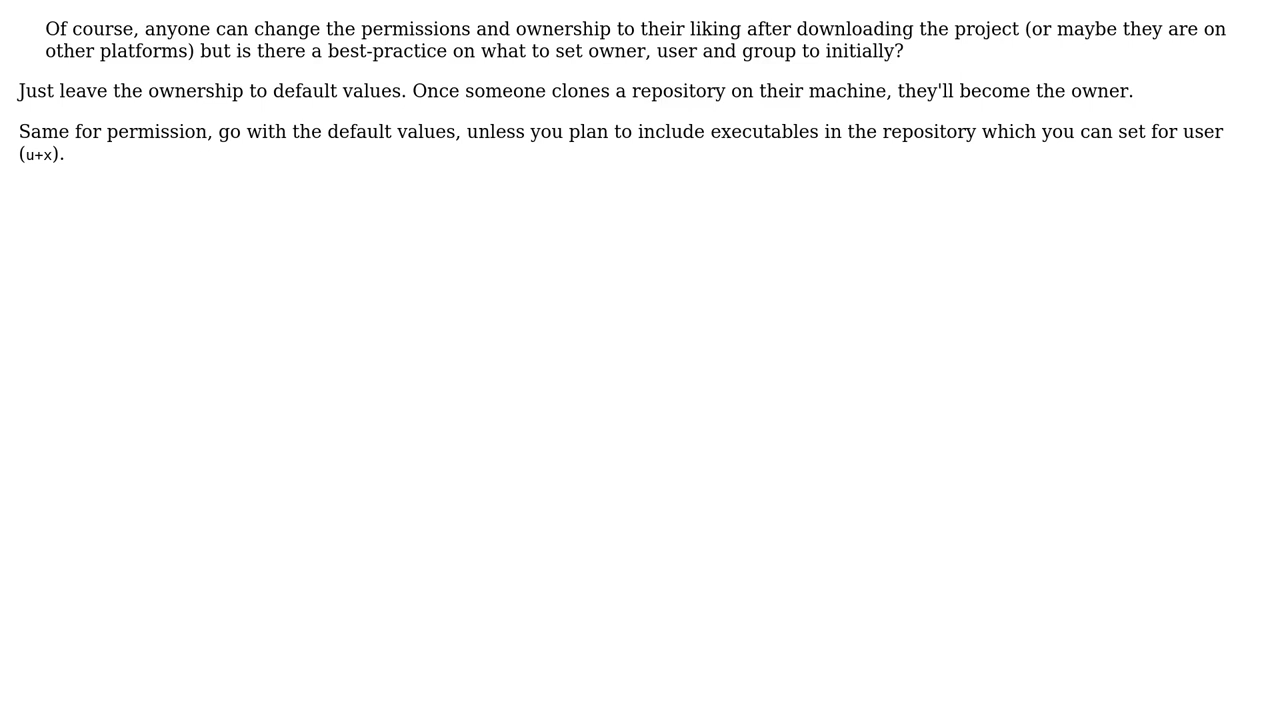 Of course, anyone can change the permissions and ownership to their liking after downloading the project (or maybe they are on
other platforms) but is there a best-practice on what to set owner, user and group to initially?
Just leave the ownership to default values. Once someone clones a repository on their machine, they'll become the owner.
Same for permission, go with the default values, unless you plan to include executables in the repository which you can set for user
(u+x).